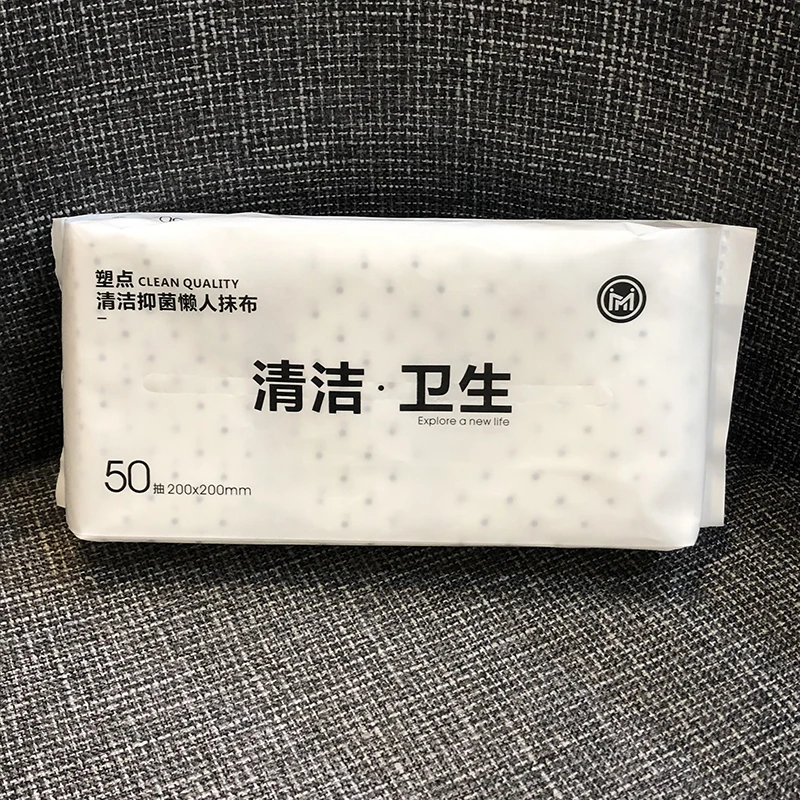 塑点 CLEAN QUALITY
清洁抑菌懒人抹布
清洁·卫生
Explore a new life
50抽 200x200mm